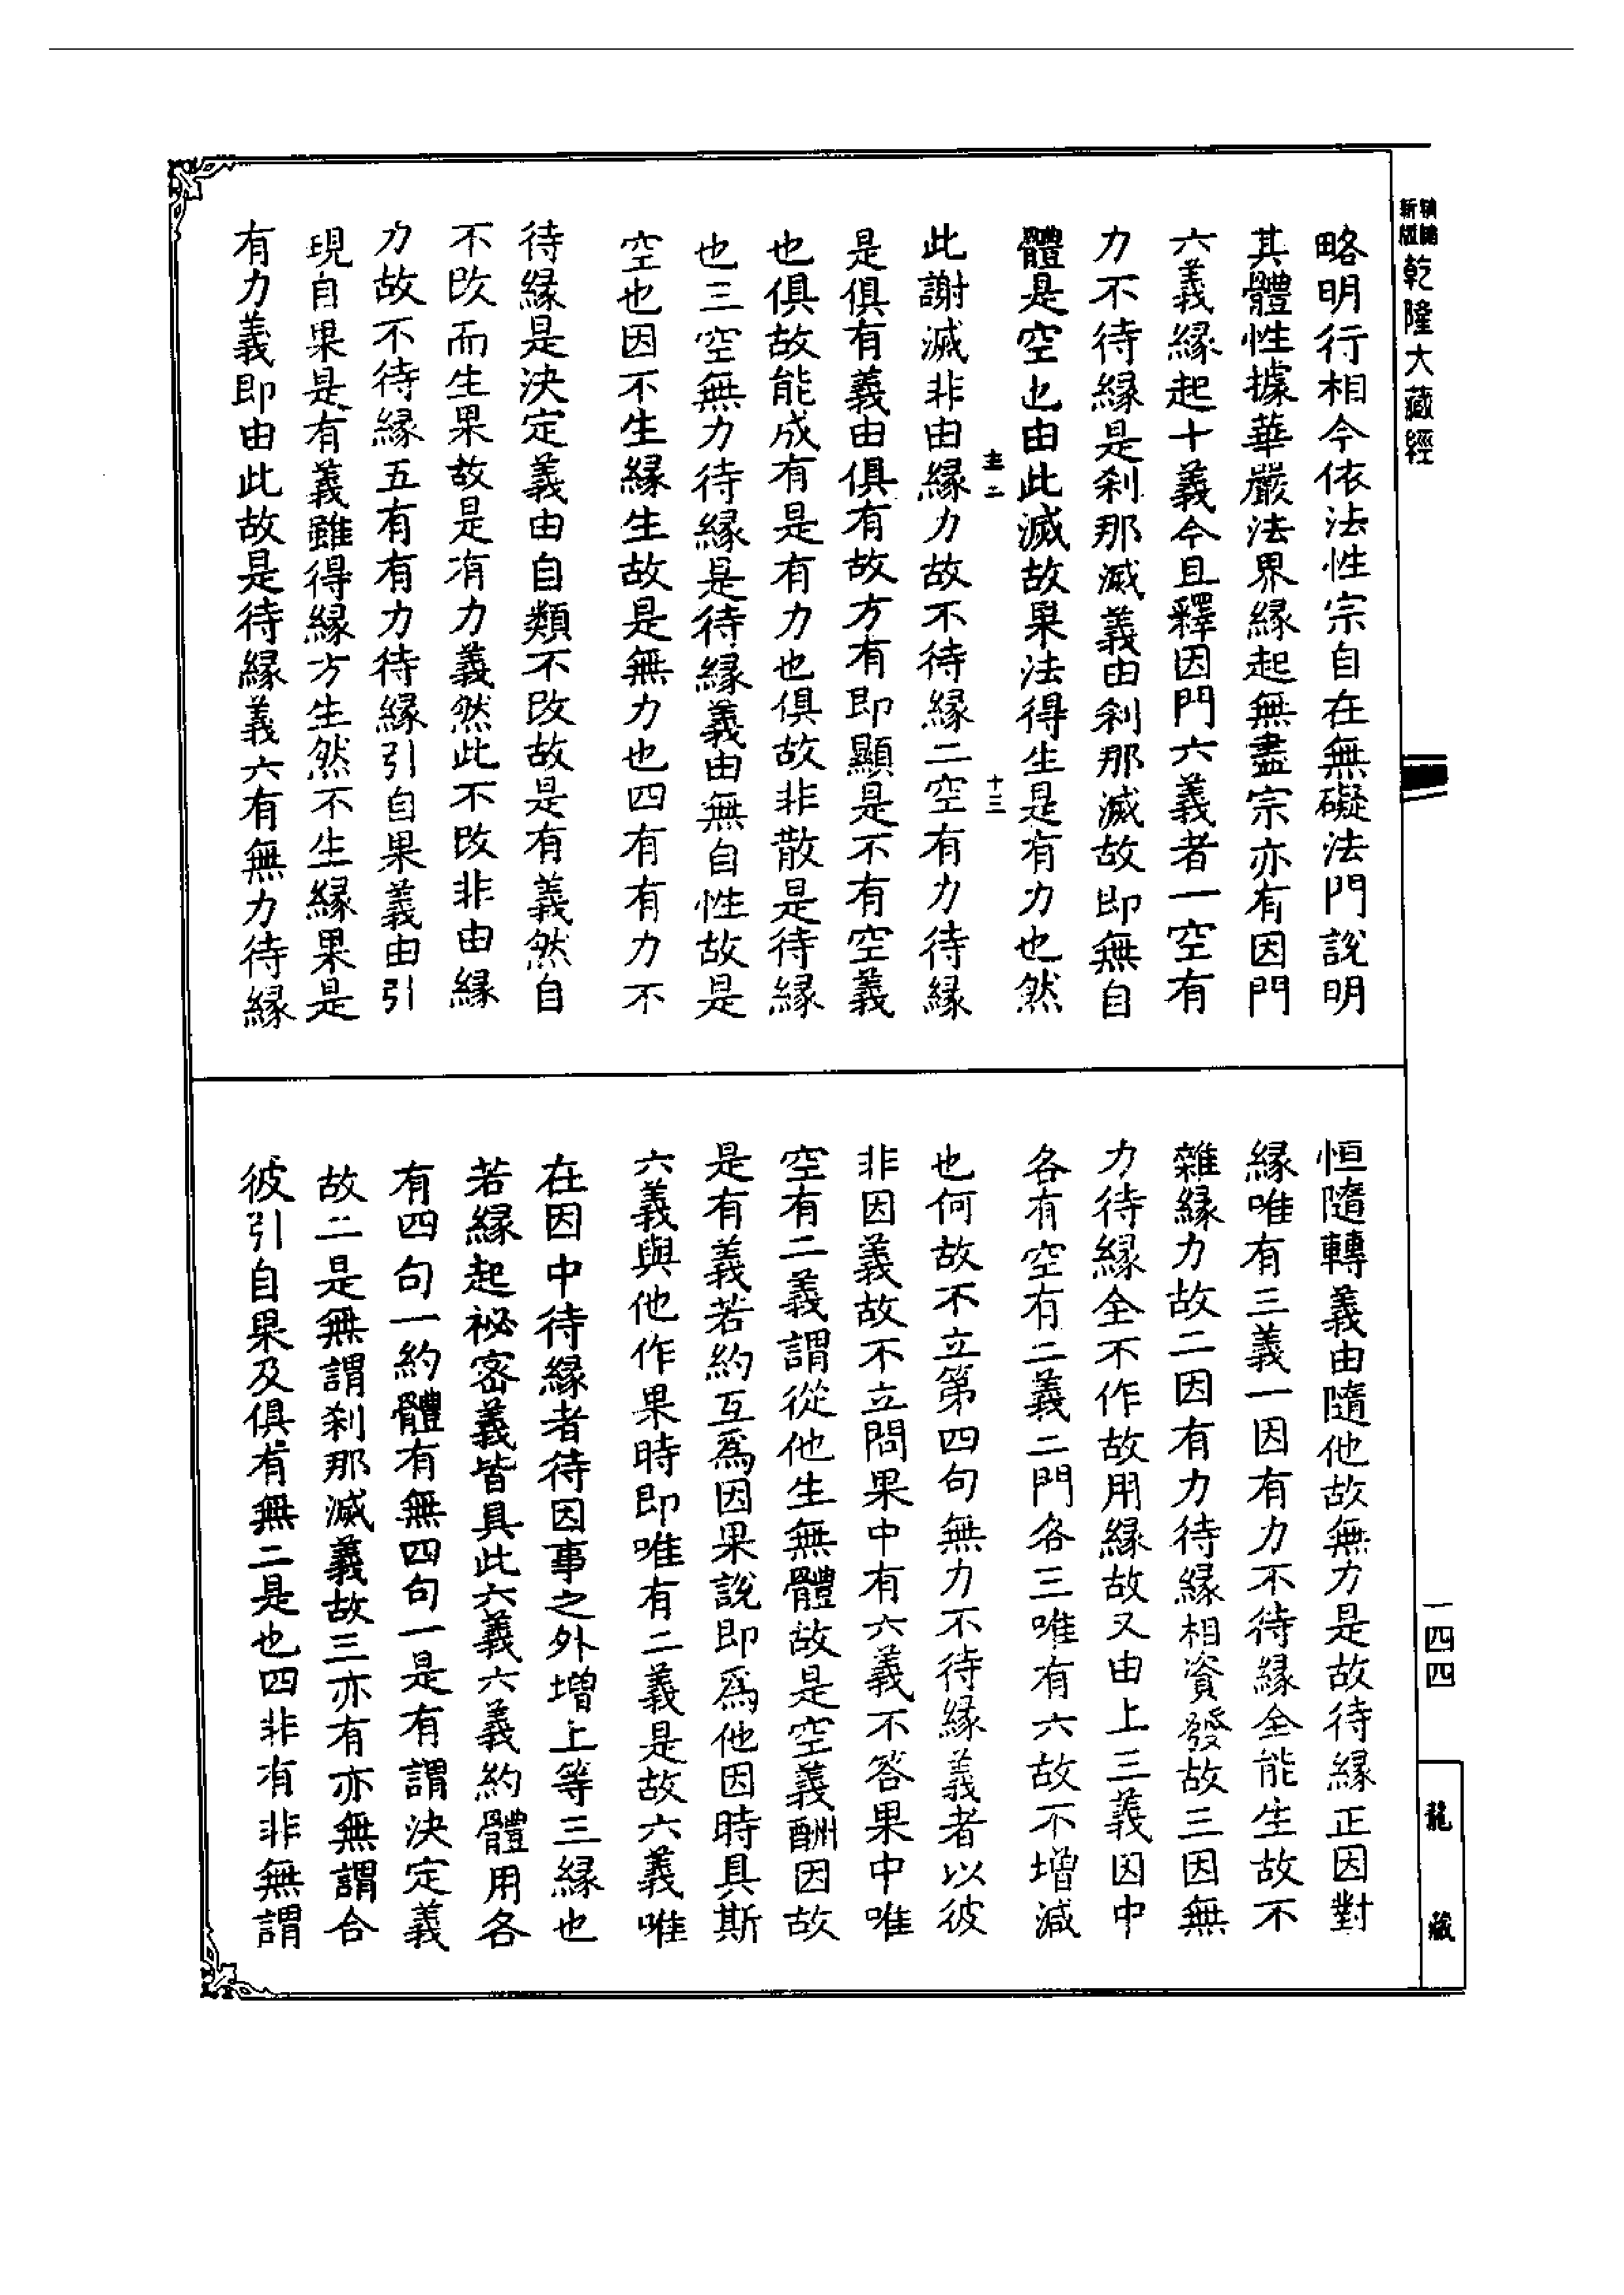 乾隆大藏經
略明行相今依法性宗自在無礙法門說明
其體性據華嚴法界緣起無盡宗亦有因門
六義緣起十義今且釋因門六義者一空有
力不待緣是刹那滅義由刹那滅故即無自
體是空也由此滅故果法得生是有力也然
十三
此謝滅非由緣力故不待緣二空有力待緣
是俱有義由俱有故方有即顯是不有空義
也俱故能成有是有力也俱故非散是待緣
也三空無力待緣是待緣義由無自性故是
空也因不生緣生故是無力也四有有力不
待緣是決定義由自類不改故是有義然自
不改而生果故是有力義然此不改非由緣
力故不待緣五有有力待緣引自果義由引
現自果是有義雖得緣方生然不生緣果是
有力義即由此故是待緣義六有無力待緣
恒隨轉義由隨他故無力是故待緣正因對
緣唯有三義一因有力不待緣全能生故不
雜緣力故二因有力待緣相資發故三因無
力待緣全不作故用緣故又由上三義因中
各有空有二義二門各三唯有六故不增減
也何故不立第四句無力不待緣義者以彼
非因義故不立問果中有六義不答果中唯
空有二義謂從他生無體故是空義酬因故
是有義若約互爲因果說即爲他因時具斯
六義與他作果時即唯有二義是故六義唯
在因中待緣者待因事之外增上等三緣也
若緣起祕密義皆具此六義六義約體用各
有四句一約體有無四句一是有謂決定義
故二是無謂刹那滅義故三亦有亦無謂合
彼引自果及俱有無二是也四非有非無謂
一四四
龍藏